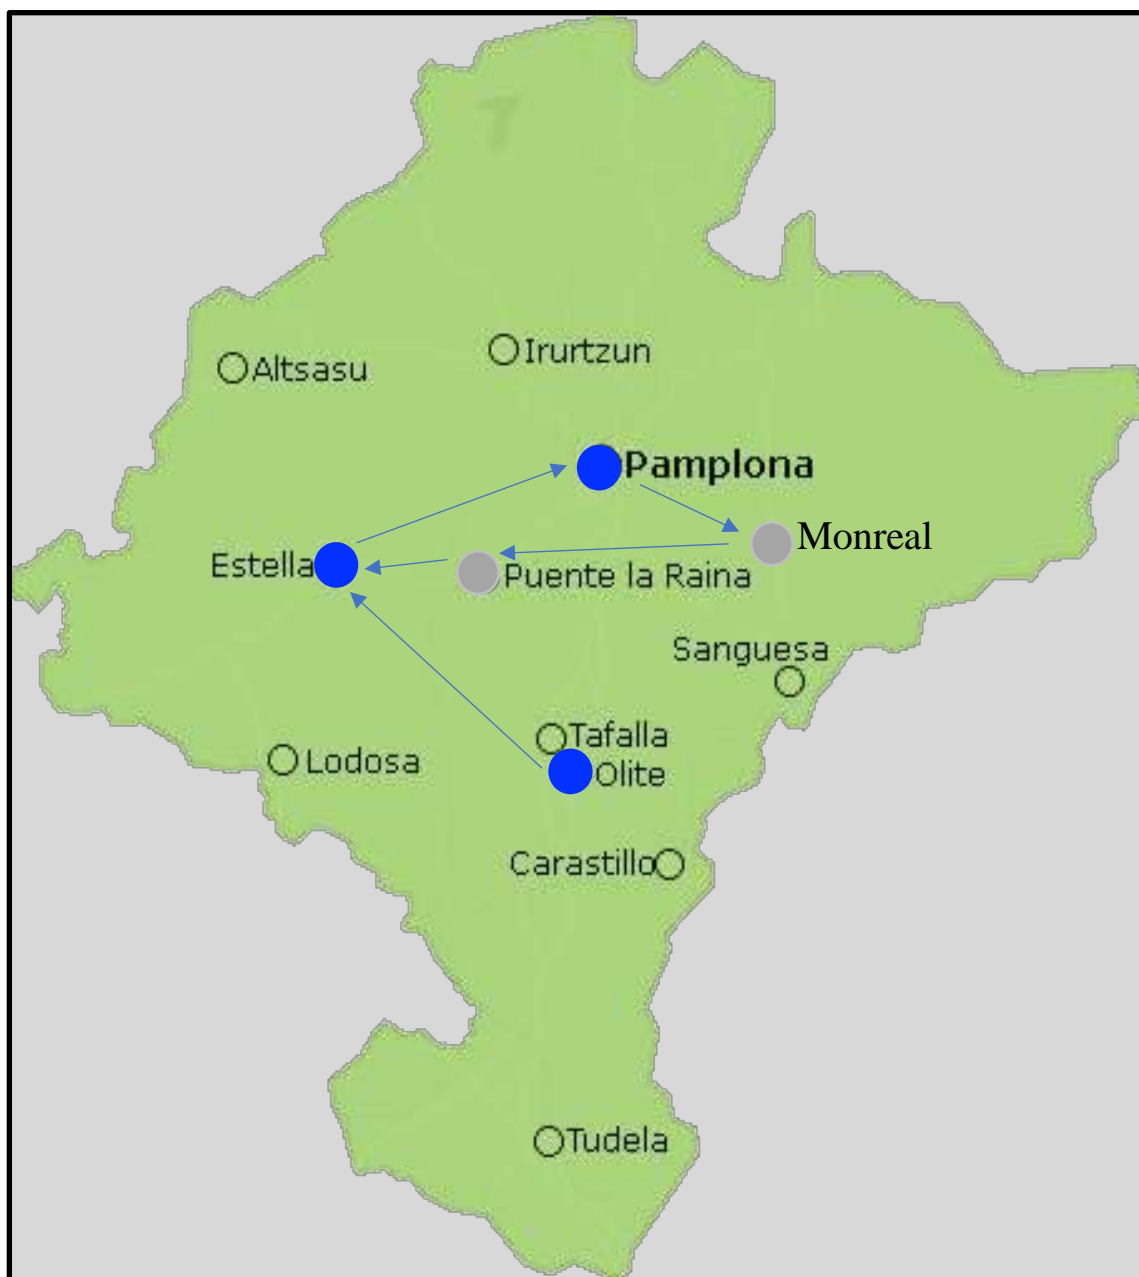 Irurtzun
Altsasu
Pamplona
Monreal
Estella
Puente la Raina
Sanguesa
Tafalla
Lodosa
Olite
Carastillo
Tudela